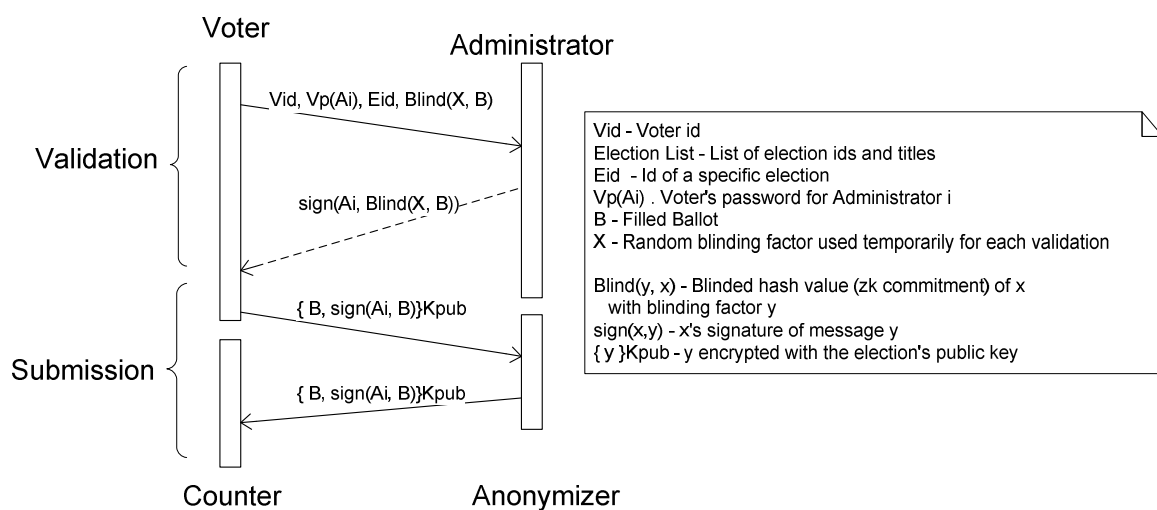 Voter
Administrator
Vid, Vp(Ai), Eid, Blind(X, B)
Validation
sign(Ai, Blind(X, B))
{ B, sign(Ai, B)}Kpub
Submission
{ B, sign(Ai, B)}Kpub
Counter
Anonymizer
Vid - Voter id
Election List - List of election ids and titles
Eid - Id of a specific election
Vp(Ai) . Voter's password for Administrator i
B - Filled Ballot
X - Random blinding factor used temporarily for each validation
Blind(y, x) - Blinded hash value (zk commitment) of x
with blinding factor y
sign(x,y) - x's signature of message y
{ y }Kpub - y encrypted with the election's public key